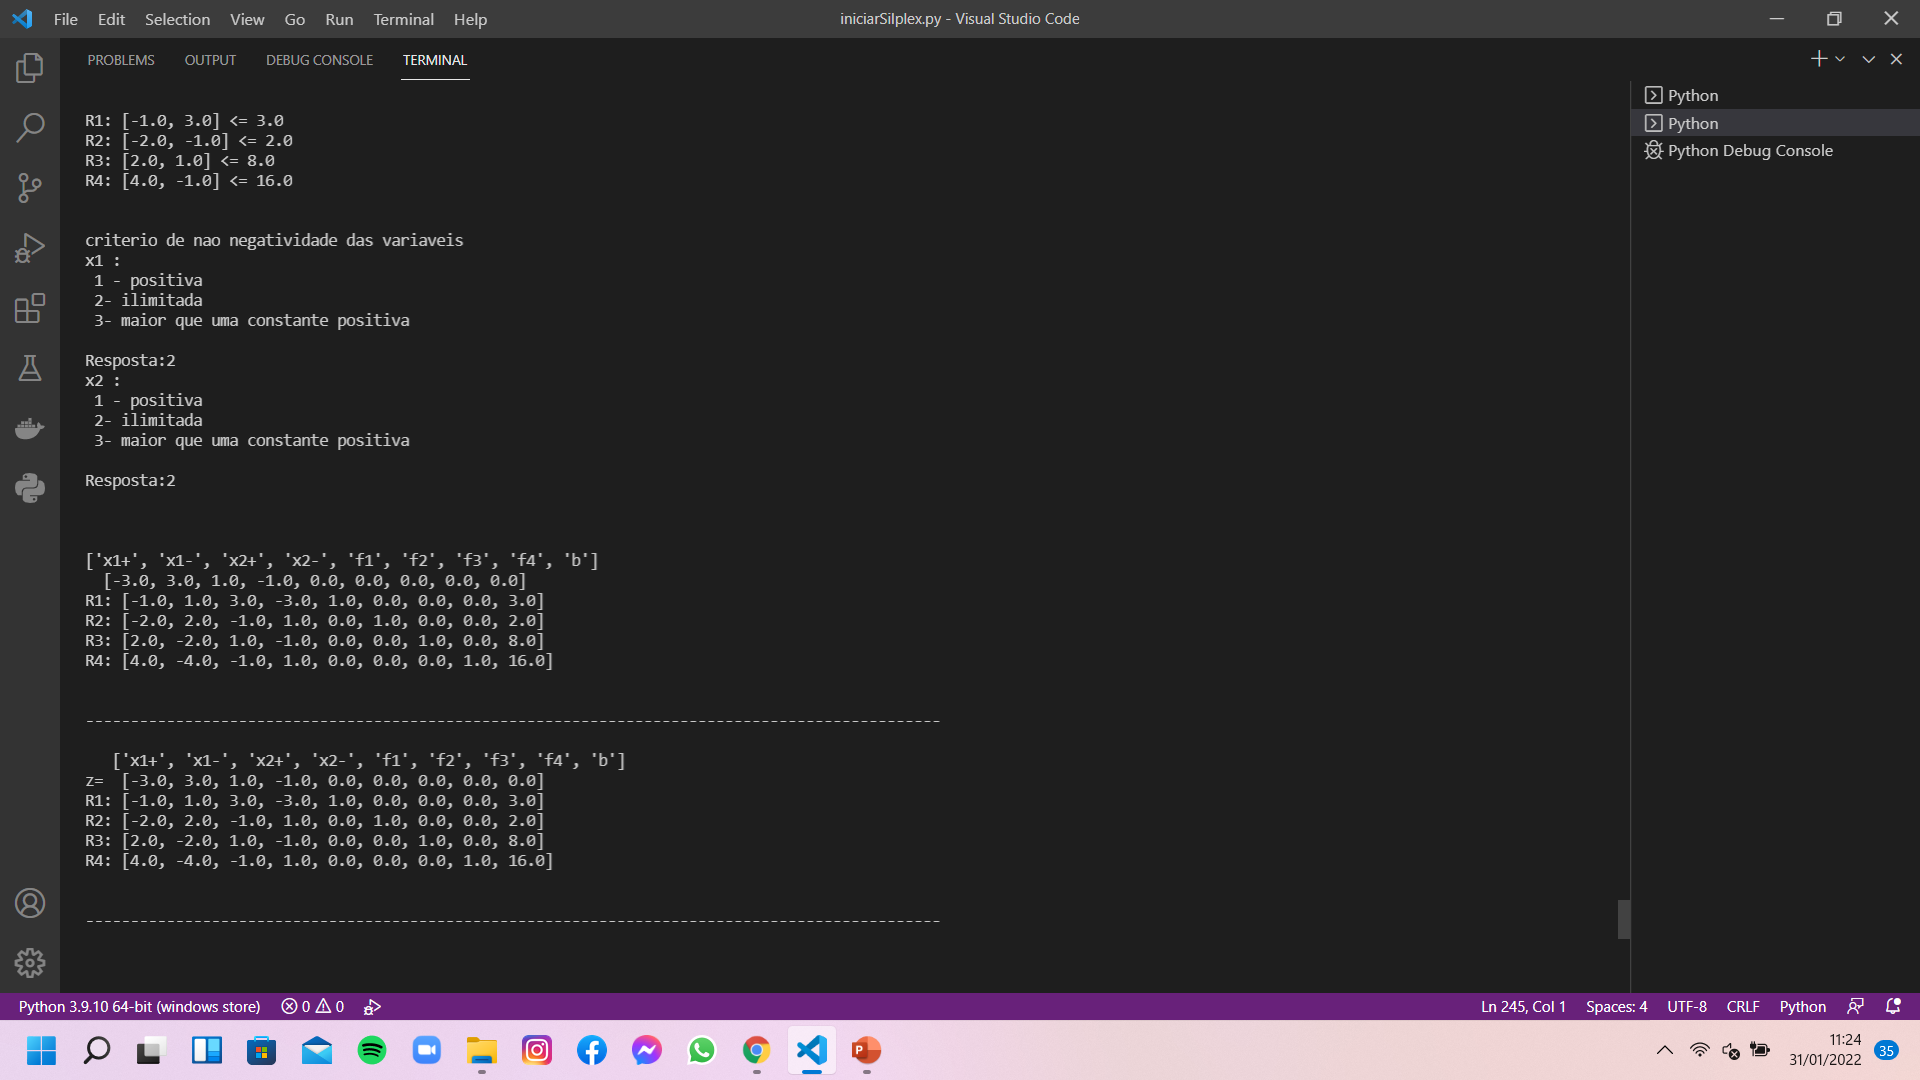 File Edit Selection View Go Run Terminal Help
iniciarSilplex.py - Visual Studio Code
PROBLEMS OUTPUT DEBUG CONSOLE TERMINAL
R1: [-1.0, 3.0] <= 3.0
R2: [-2.0, -1.0] <= 2.0
R3: [2.0, 1.0] <= 8.0
R4: [4.0, -1.0] <= 16.0
criterio de nao negatividade das variaveis
x1 :
 1 - positiva
 2- ilimitada
 3- maior que uma constante positiva
Resposta:2
x2 :
 1 - positiva
 2- ilimitada
 3- maior que uma constante positiva
Resposta:2
['x1+', 'x1-', 'x2+', 'x2-', 'f1', 'f2', 'f3', 'f4', 'b']
  [-3.0, 3.0, 1.0, -1.0, 0.0, 0.0, 0.0, 0.0, 0.0]
R1: [-1.0, 1.0, 3.0, -3.0, 1.0, 0.0, 0.0, 0.0, 3.0]
R2: [-2.0, 2.0, -1.0, 1.0, 0.0, 1.0, 0.0, 0.0, 2.0]
R3: [2.0, -2.0, 1.0, -1.0, 0.0, 0.0, 1.0, 0.0, 8.0]
R4: [4.0, -4.0, -1.0, 1.0, 0.0, 0.0, 0.0, 1.0, 16.0]
-----------------------------------------------------------------------------------------------
   ['x1+', 'x1-', 'x2+', 'x2-', 'f1', 'f2', 'f3', 'f4', 'b']
z=  [-3.0, 3.0, 1.0, -1.0, 0.0, 0.0, 0.0, 0.0, 0.0]
R1: [-1.0, 1.0, 3.0, -3.0, 1.0, 0.0, 0.0, 0.0, 3.0]
R2: [-2.0, 2.0, -1.0, 1.0, 0.0, 1.0, 0.0, 0.0, 2.0]
R3: [2.0, -2.0, 1.0, -1.0, 0.0, 0.0, 1.0, 0.0, 8.0]
R4: [4.0, -4.0, -1.0, 1.0, 0.0, 0.0, 0.0, 1.0, 16.0]
-----------------------------------------------------------------------------------------------
Python
Python
Python Debug Console
Python 3.9.10 64-bit (windows store) 0 0
Ln 245, Col 1 Spaces: 4 UTF-8 CRLF Python
11:24
31/01/2022
35